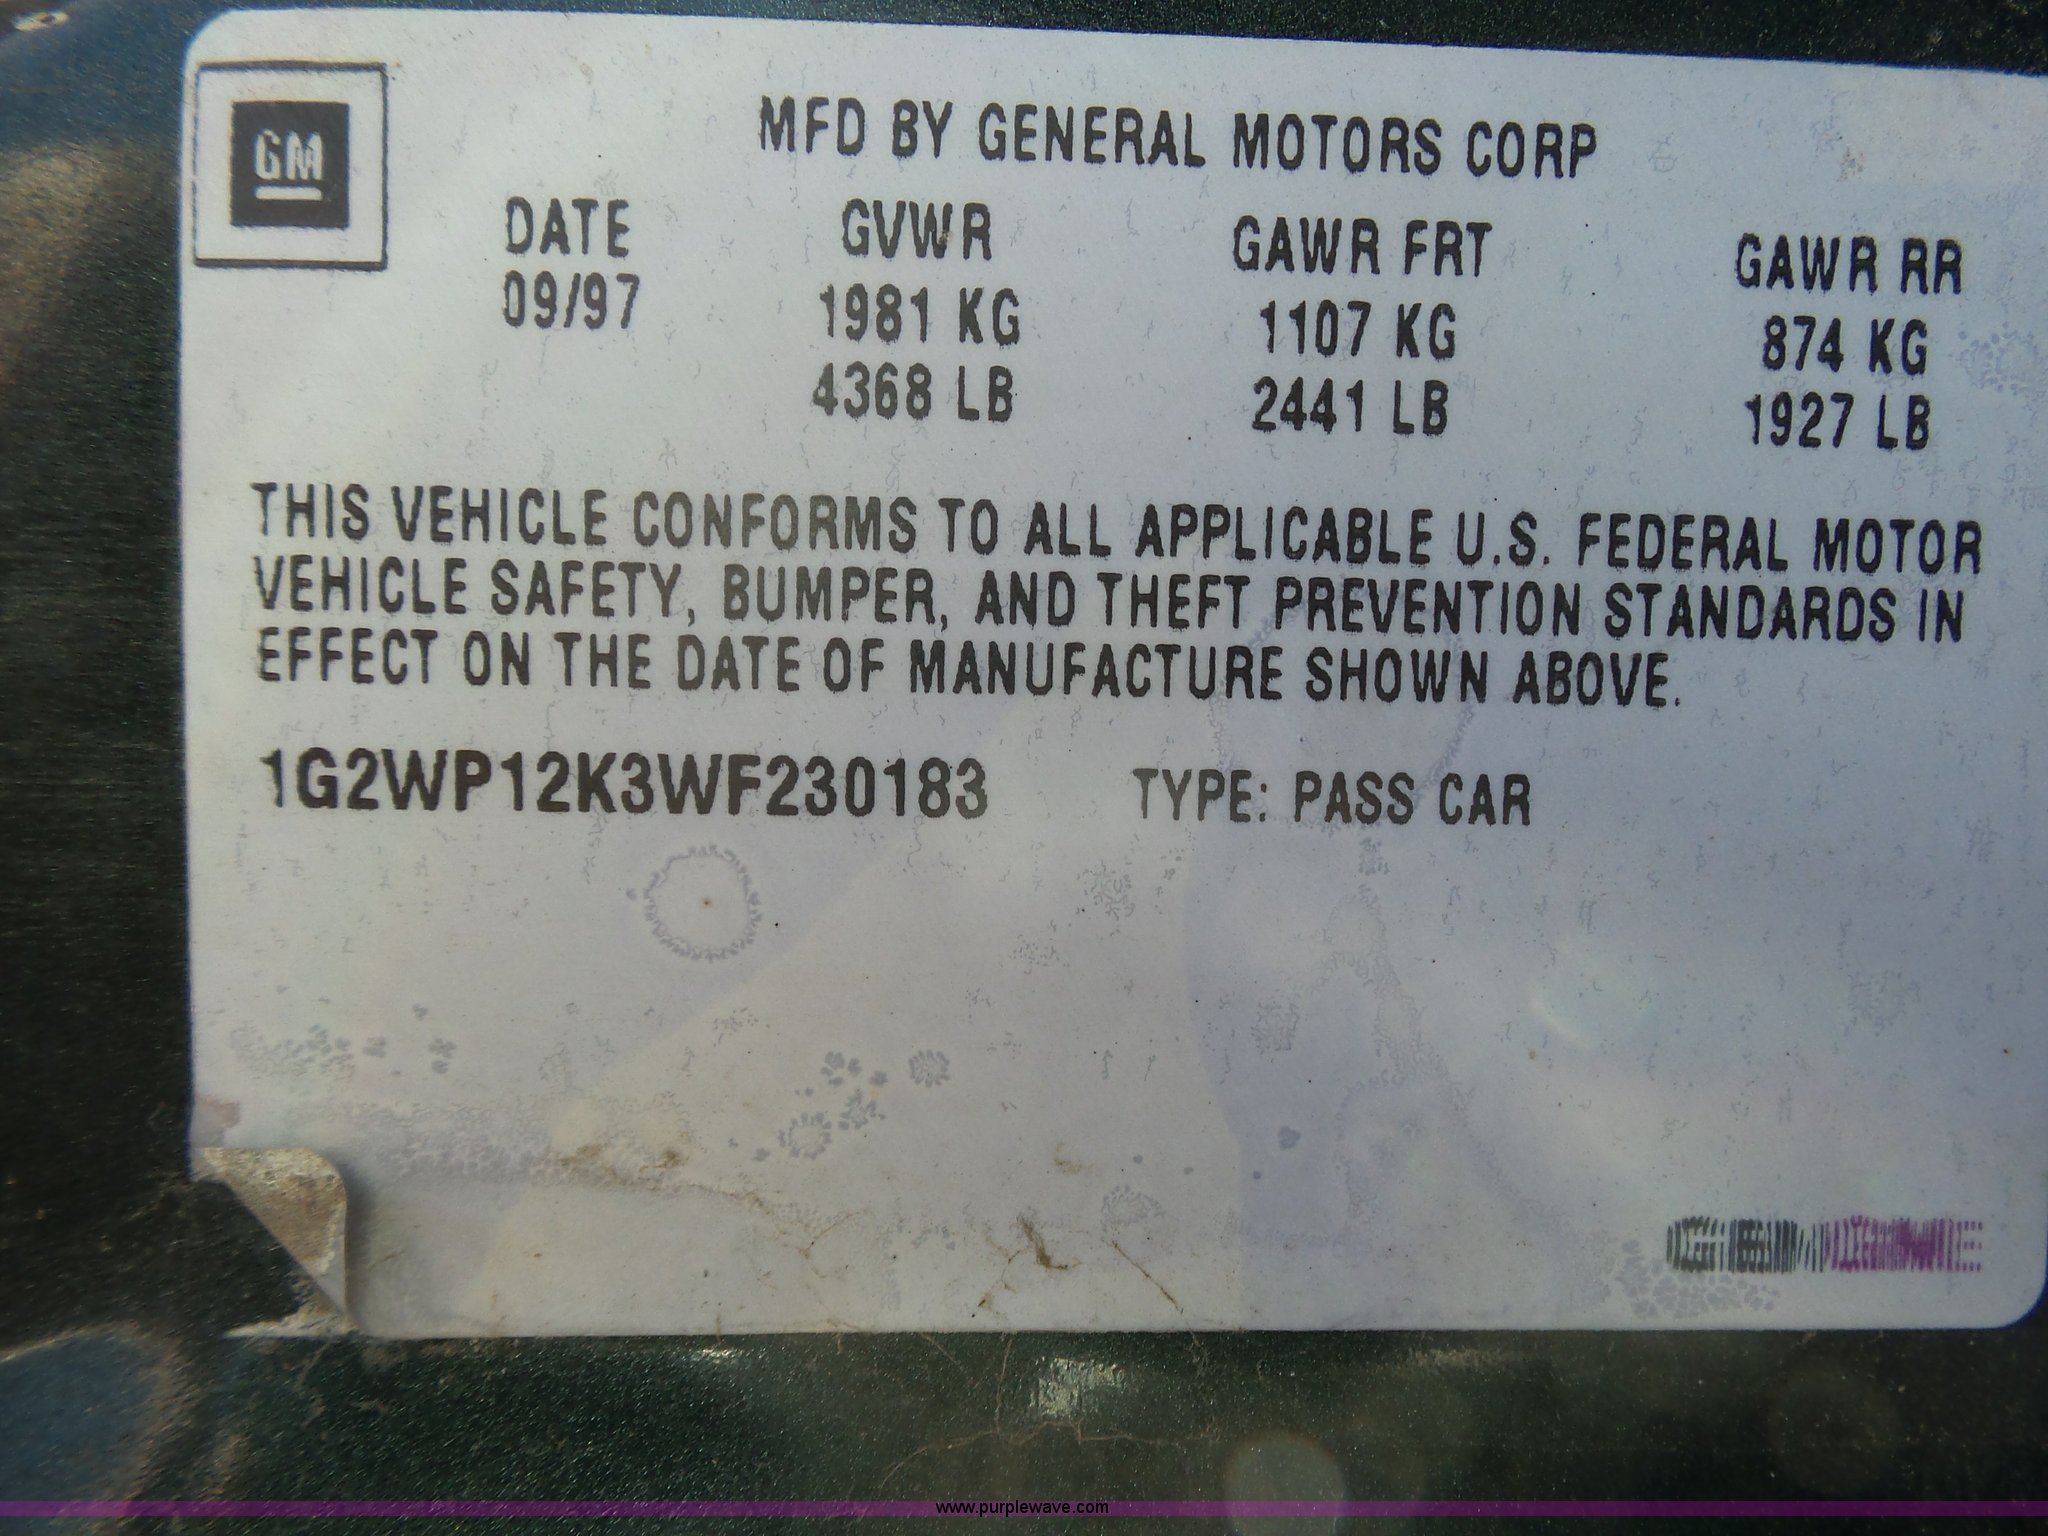 GM
MFD BY GENERAL MOTORS CORP
DATE GVWR GAWR FRT GAWR RR
09/97 1981 KG 1107 KG 874 KG
4368 LB 2441 LB 1927 LB
THIS VEHICLE CONFORMS TO ALL APPLICABLE U.S. FEDERAL MOTOR
VEHICLE SAFETY, BUMPER, AND THEFT PREVENTION STANDARDS IN
EFFECT ON THE DATE OF MANUFACTURE SHOWN ABOVE.
1G2WP12K3WF230183 TYPE: PASS CAR
www.purplewave.com